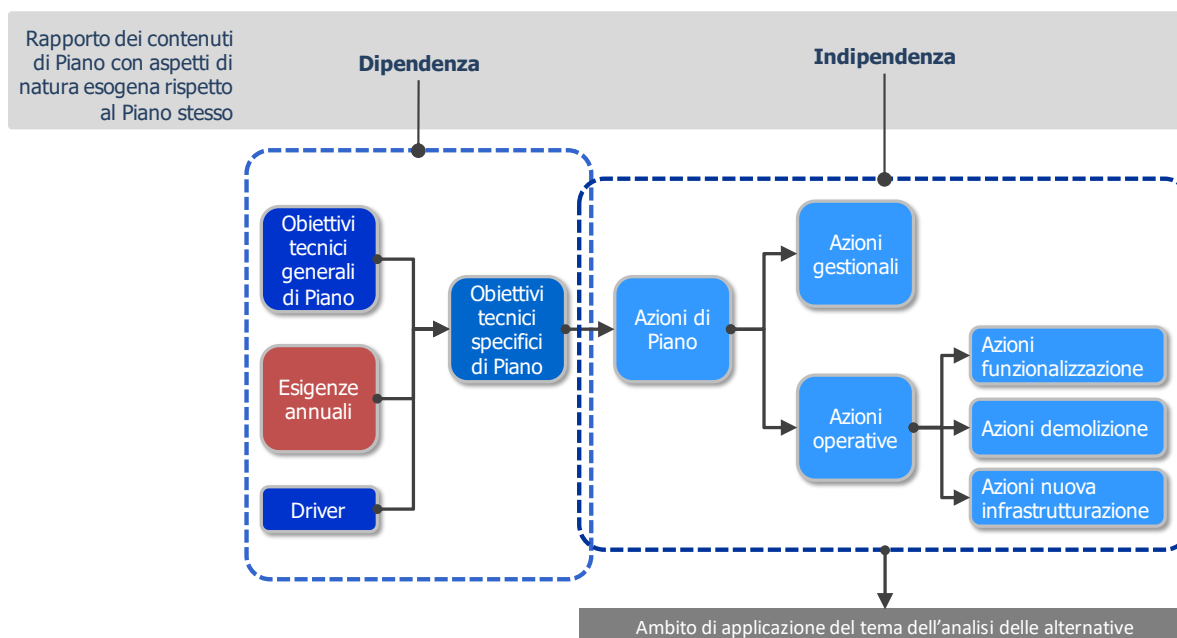 Rapporto dei contenuti
di Piano con aspetti di
natura esogena rispetto
al Piano stesso
Dipendenza
Indipendenza
Obiettivi
tecnici
generali
di Piano
Esigenze
annuali
Driver
Obiettivi
tecnici
specifici
di Piano
Azioni di
Piano
Azioni
gestionali
Azioni
operative
Azioni
funzionalizzazione
Azioni demolizione
Azioni nuova
infrastrutturazione
Ambito di applicazione del tema dell'analisi delle alternative